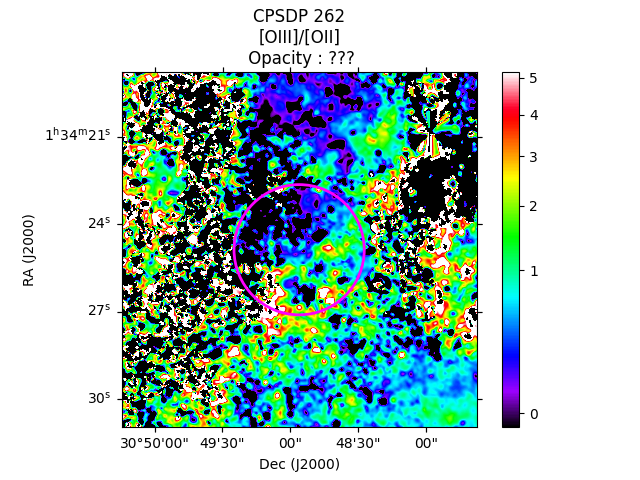 CPSDP 262
[OIII]/[OII]
Opacity : ???
1h34m21s
24s
27s
30s
RA (J2000)
30°50'00" 49'30" 00" 48'30" 00"
Dec (J2000)
5
4
3
2
1
0